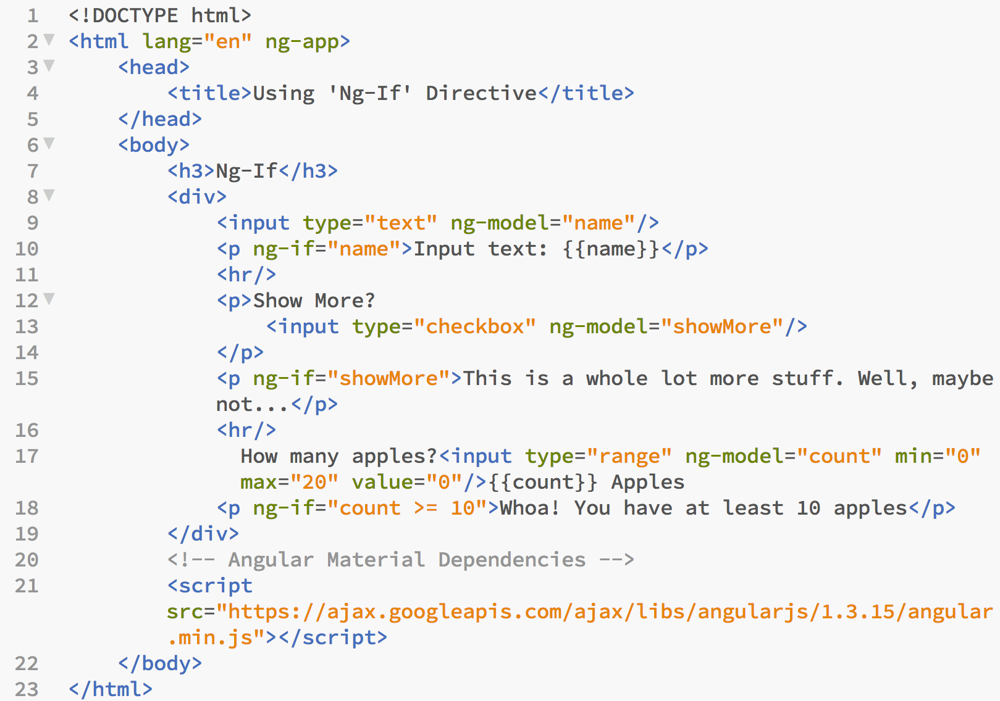 1 <!DOCTYPE html>
2 <html lang="en" ng-app>
3 <head>
4 <title>Using 'Ng-If' Directive</title>
5 </head>
6 <body>
7 <h3>Ng-If</h3>
8 <div>
9 <input type="text" ng-model="name"/>
10 <p ng-if="name">Input text: {{name}}</p>
11 <hr/>
12 <p>Show More?
13 <input type="checkbox" ng-model="showMore"/>
14 </p>
15 <p ng-if="showMore">This is a whole lot more stuff. Well, maybe
not...</p>
16 <hr/>
17 How many apples?<input type="range" ng-model="count" min="0"
max="20" value="0"/>{{count}} Apples
18 <p ng-if="count >= 10">Whoa! You have at least 10 apples</p>
19 </div>
20 <!-- Angular Material Dependencies -->
21 <script
src="https://ajax.googleapis.com/ajax/libs/angularjs/1.3.15/angular
.min.js"></script>
22 </body>
23 </html>